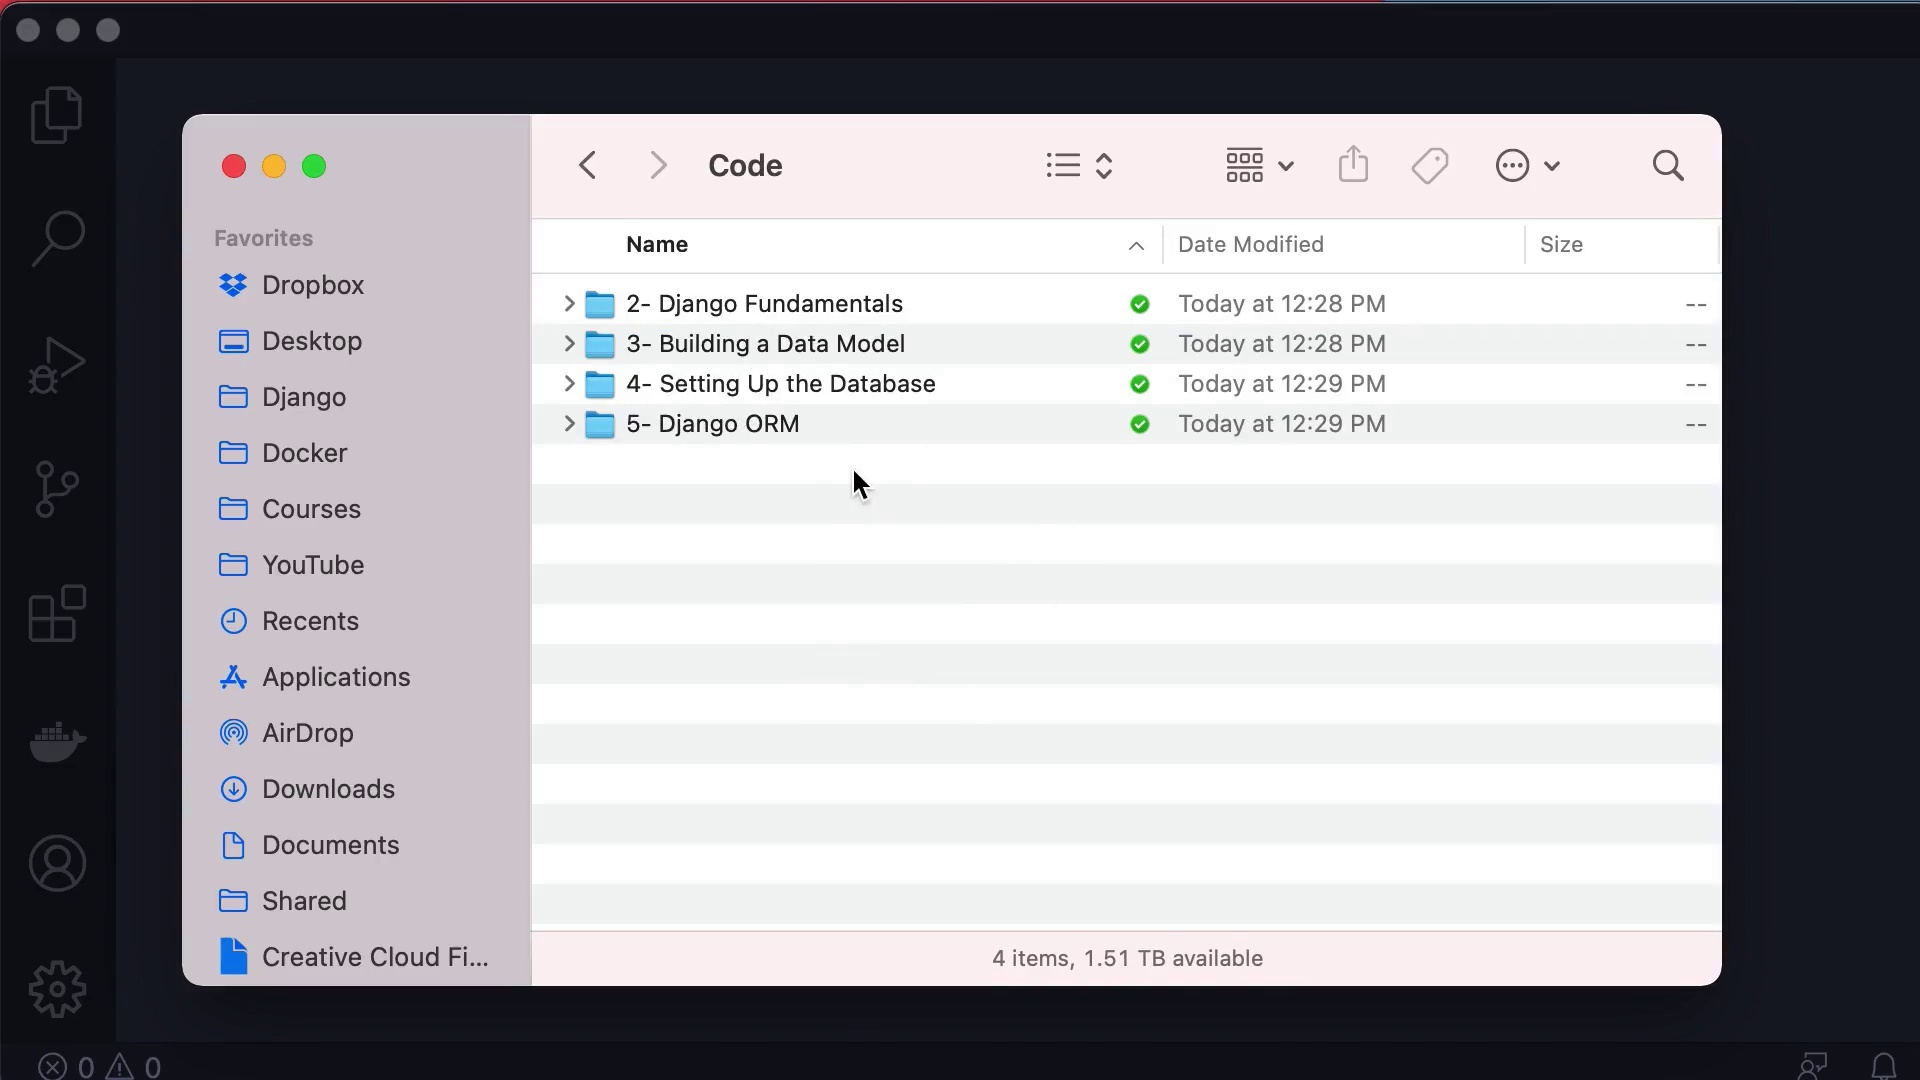 Code
Favorites
Dropbox
Desktop
Django
Docker
Courses
YouTube
Recents
Applications
AirDrop
Downloads
Documents
Shared
Creative Cloud Fi...
Name Date Modified Size
2- Django Fundamentals Today at 12:28 PM --
3- Building a Data Model Today at 12:28 PM --
4- Setting Up the Database Today at 12:29 PM --
5- Django ORM Today at 12:29 PM --
4 items, 1.51 TB available
0 0